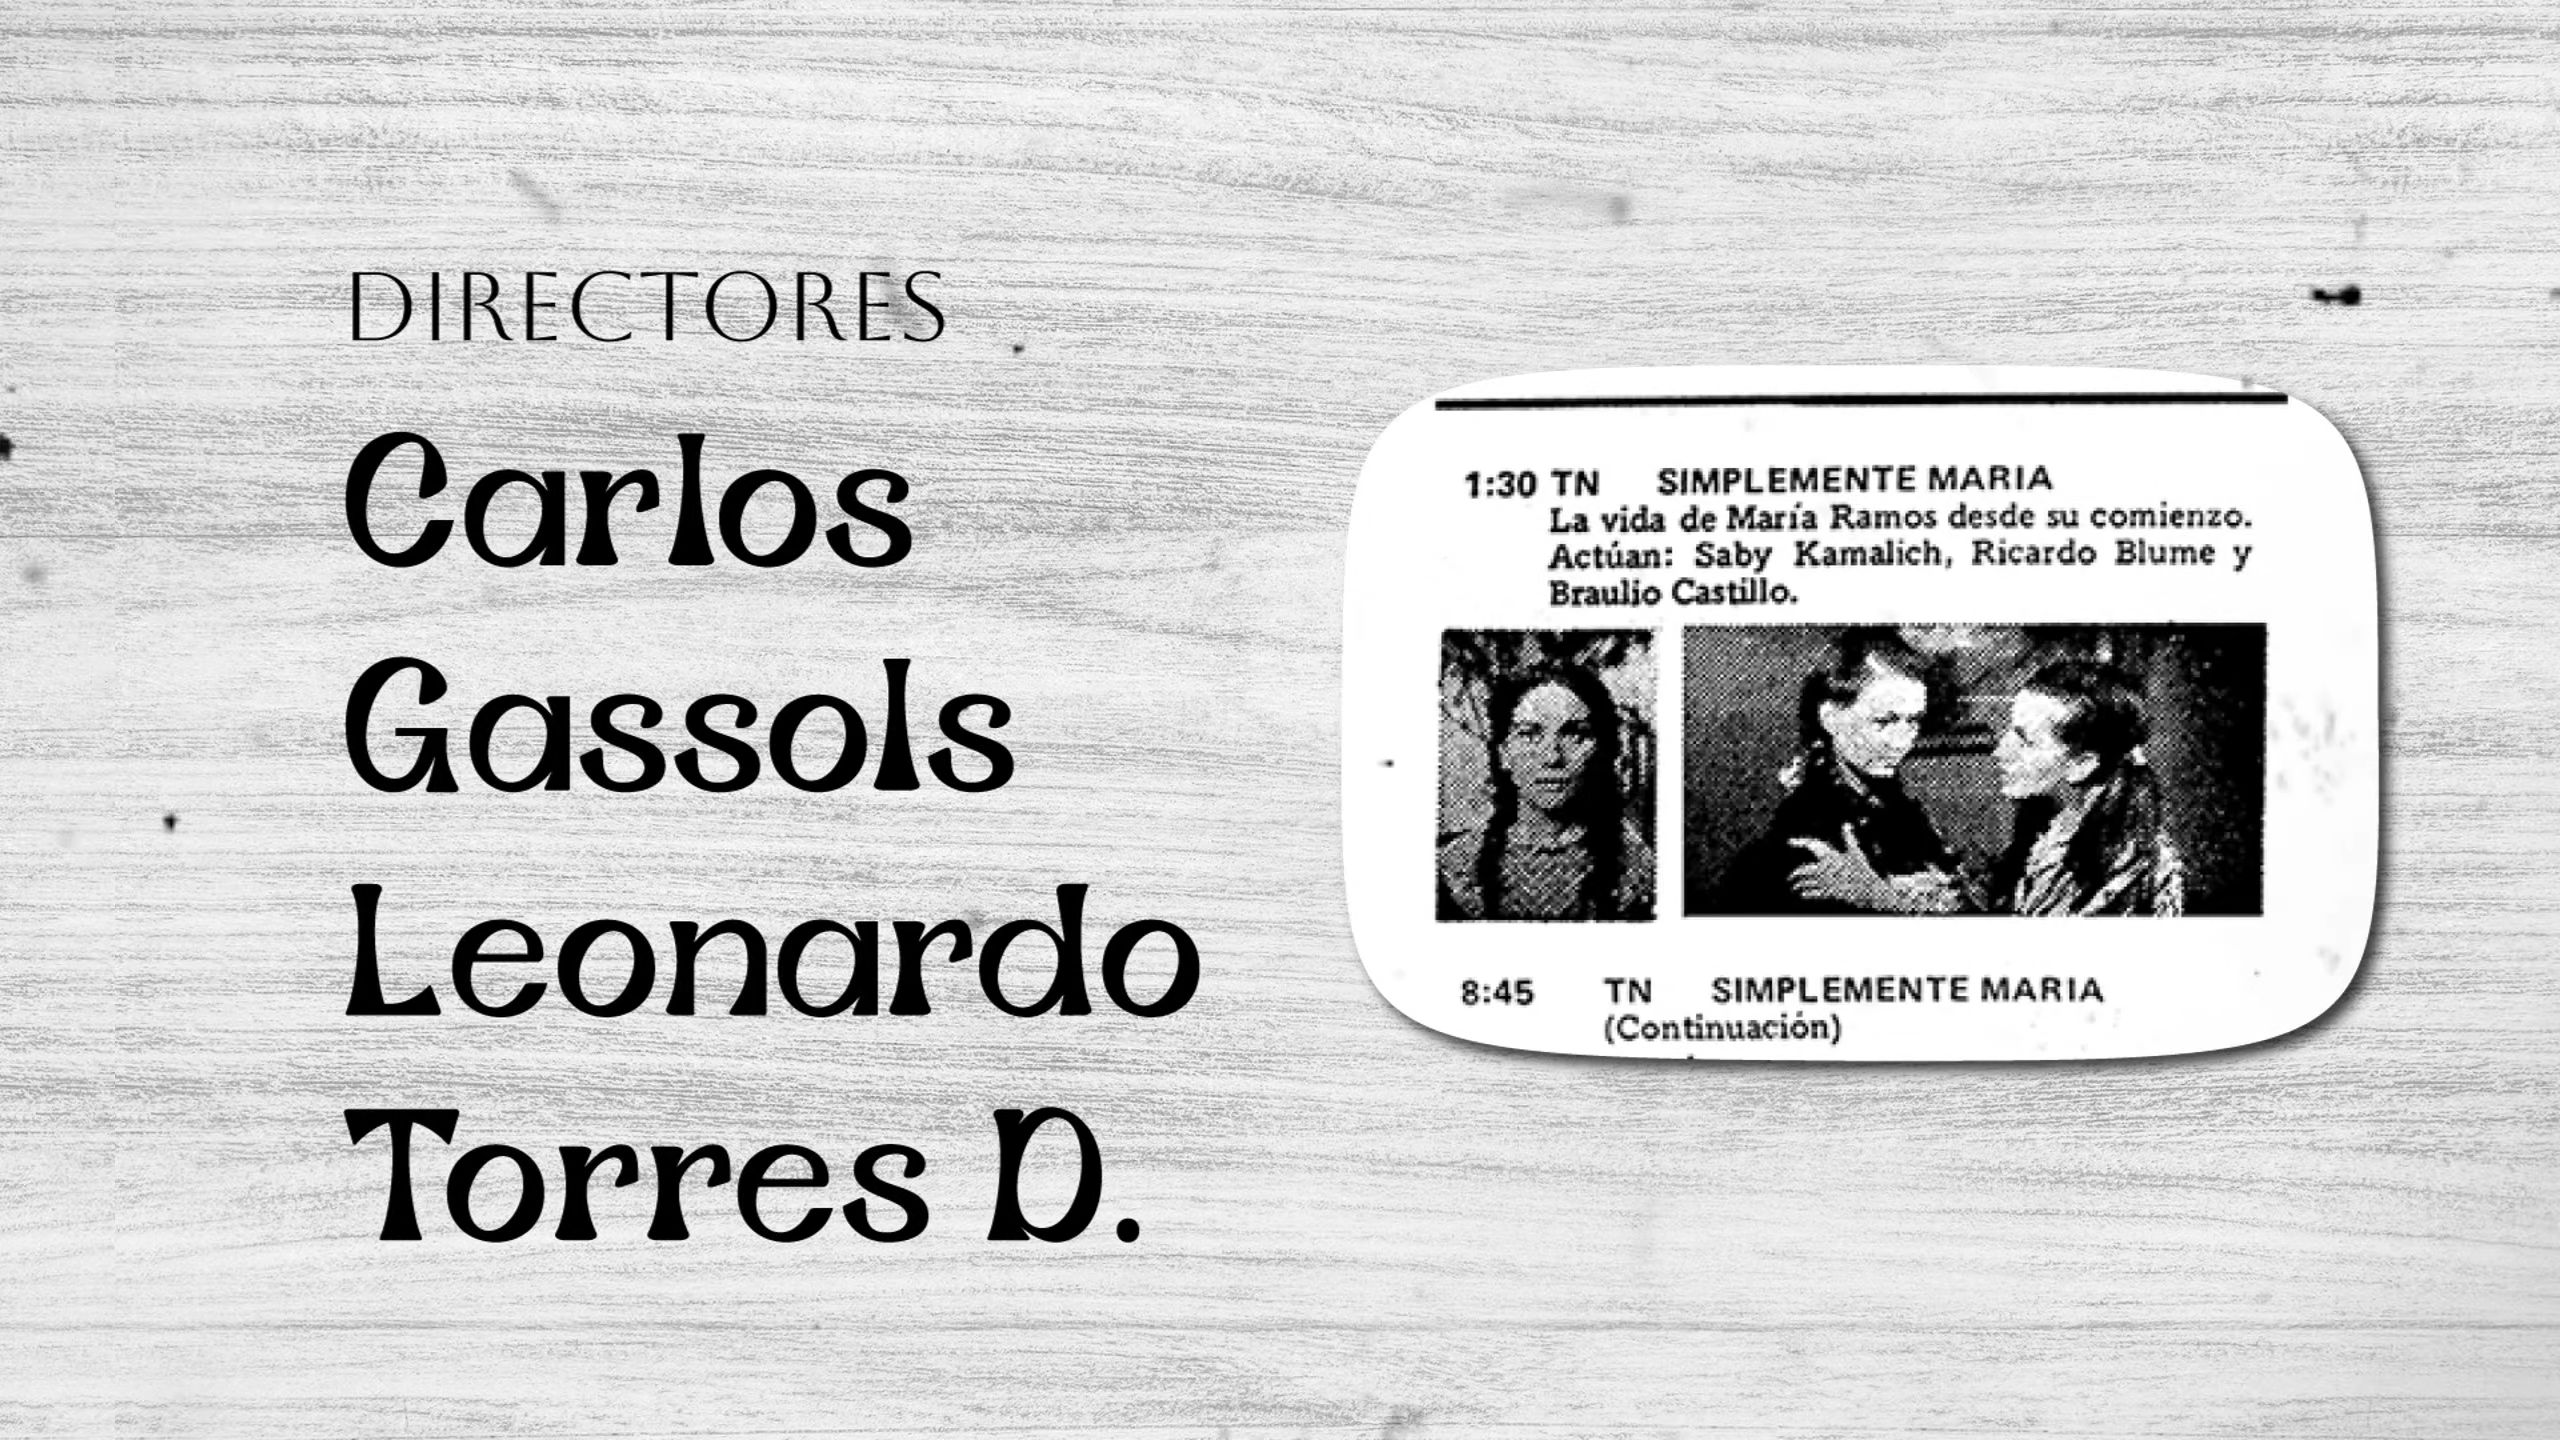 DIRECTORES
Carlos
Gassols
Leonardo
Torres D.
1:30 TN SIMPLEMENTE MARIA
La vida de María Ramos desde su comienzo.
Actúan: Saby Kamalich, Ricardo Blume y
Braulio Castillo.
8:45 TN SIMPLEMENTE MARIA
(Continuación)